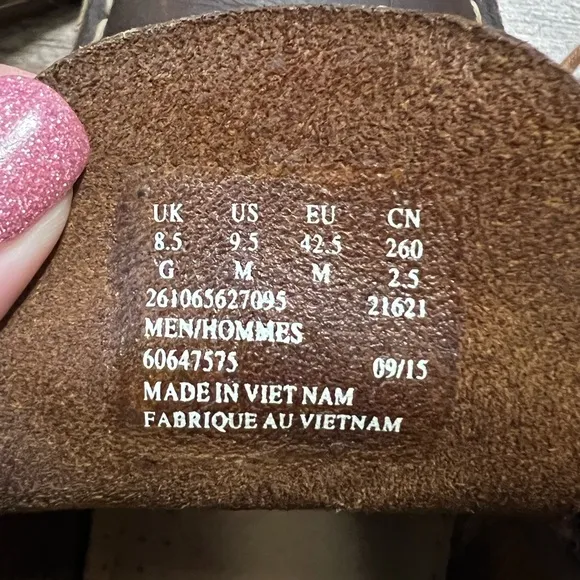 UK US EU CN
8.5 9.5 42.5 260
G M M 2.5
261065627095 21621
MEN/HOMMES
60647575 09/15
MADE IN VIET NAM
FABRIQUE AU VIETNAM